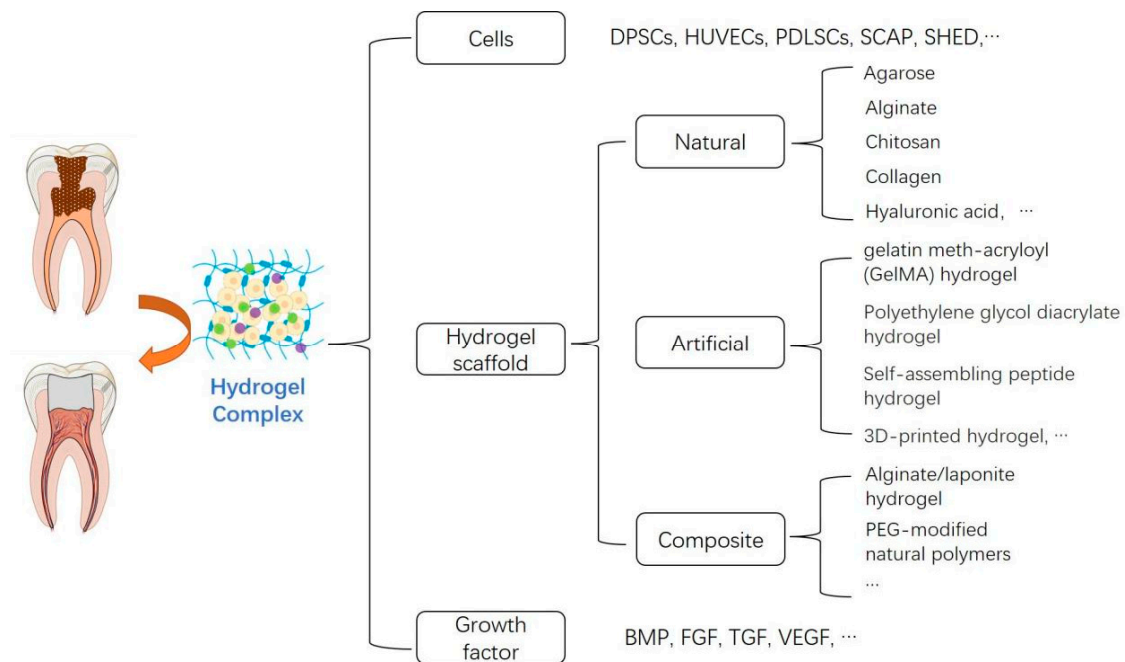 Cells
DPSCs, HUVECs, PDLSCs, SCAP, SHED,…
Hydrogel
Complex
Hydrogel
scaffold
Natural
Agarose
Alginate
Chitosan
Collagen
Hyaluronic acid, …
Artificial
gelatin meth-acryloyl
(GelMA) hydrogel
Polyethylene glycol diacrylate
hydrogel
Self-assembling peptide
hydrogel
3D-printed hydrogel, …
Composite
Alginate/laponite
hydrogel
PEG-modified
natural polymers
…
Growth
factor
BMP, FGF, TGF, VEGF, …